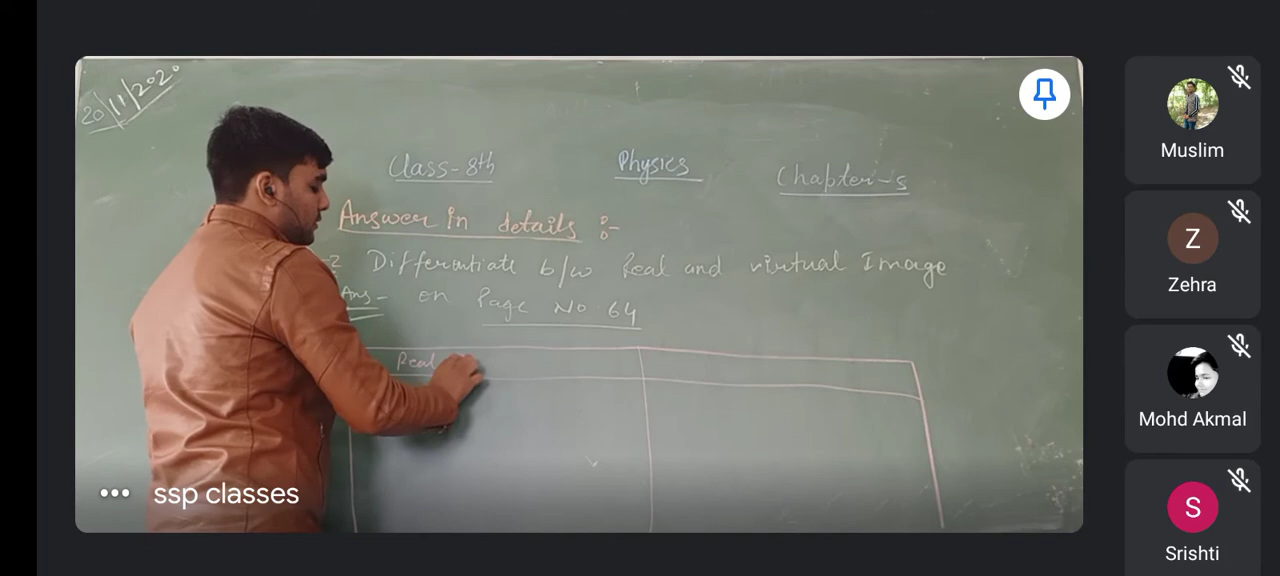 20/11/2020
Class-8th Physics Chapter-5
Answer in details :-
-2 Differentiate b/w Real and virtual Image
Ans- on Page No. 64
Real
ssp classes
Muslim
Z
Zehra
Mohd Akmal
S
Srishti